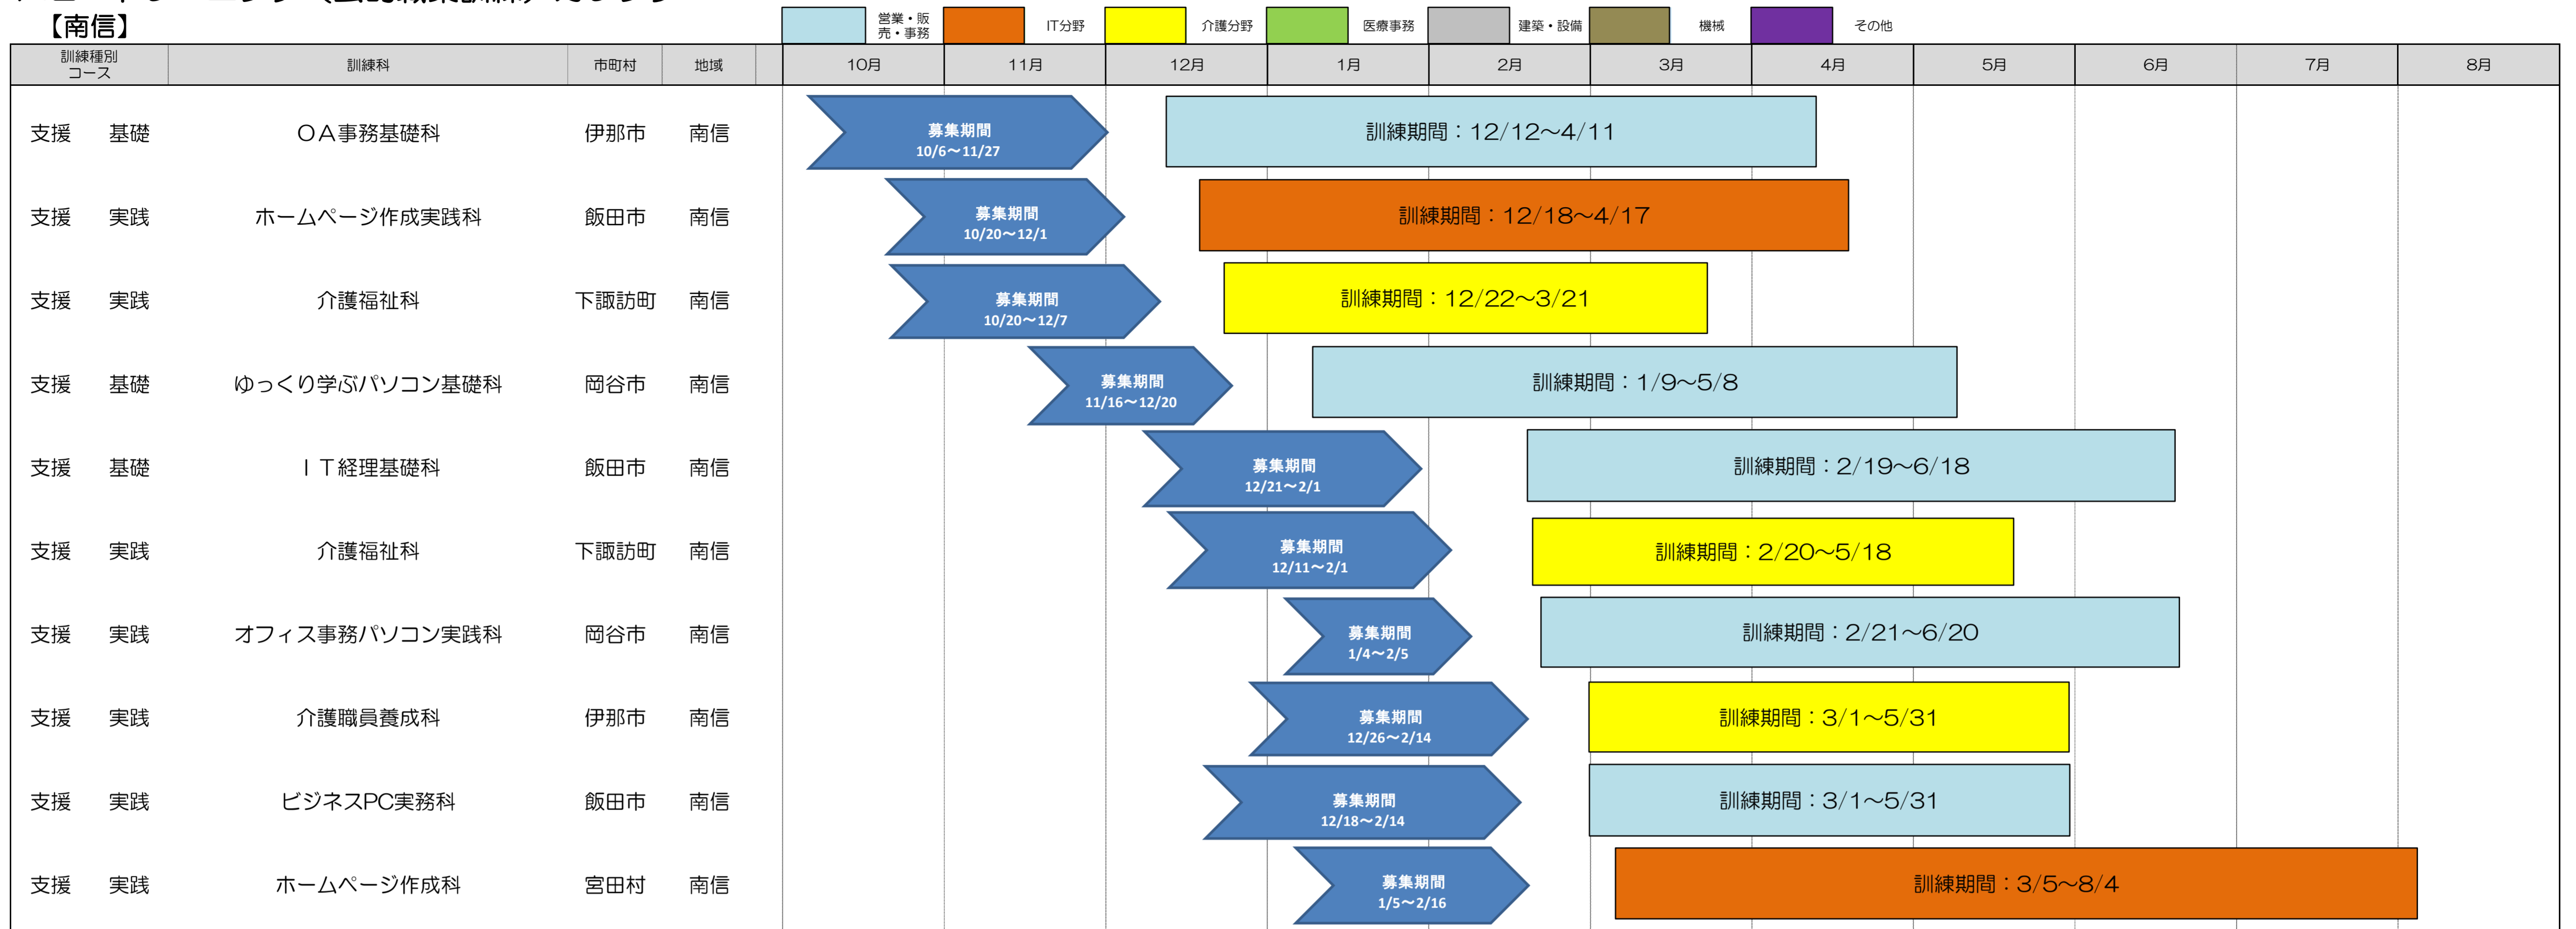 【南信】
営業・販
売・事務
IT分野
介護分野
医療事務
建築・設備
機械
その他
訓練種別
コース
訓練科
市町村
地域
10月
11月
12月
1月
2月
3月
4月
5月
6月
7月
8月
支援 基礎 ＯＡ事務基礎科 伊那市 南信
募集期間
10/6～11/27
訓練期間：12/12～4/11
支援 実践 ホームページ作成実践科 飯田市 南信
募集期間
10/20～12/1
訓練期間：12/18～4/17
支援 実践 介護福祉科 下諏訪町 南信
募集期間
10/20～12/7
訓練期間：12/22～3/21
支援 基礎 ゆっくり学ぶパソコン基礎科 岡谷市 南信
募集期間
11/16～12/20
訓練期間：1/9～5/8
支援 基礎 ＩＴ経理基礎科 飯田市 南信
募集期間
12/21～2/1
訓練期間：2/19～6/18
支援 実践 介護福祉科 下諏訪町 南信
募集期間
12/11～2/1
訓練期間：2/20～5/18
支援 実践 オフィス事務パソコン実践科 岡谷市 南信
募集期間
1/4～2/5
訓練期間：2/21～6/20
支援 実践 介護職員養成科 伊那市 南信
募集期間
12/26～2/14
訓練期間：3/1～5/31
支援 実践 ビジネスPC実務科 飯田市 南信
募集期間
12/18～2/14
訓練期間：3/1～5/31
支援 実践 ホームページ作成科 宮田村 南信
募集期間
1/5～2/16
訓練期間：3/5～8/4